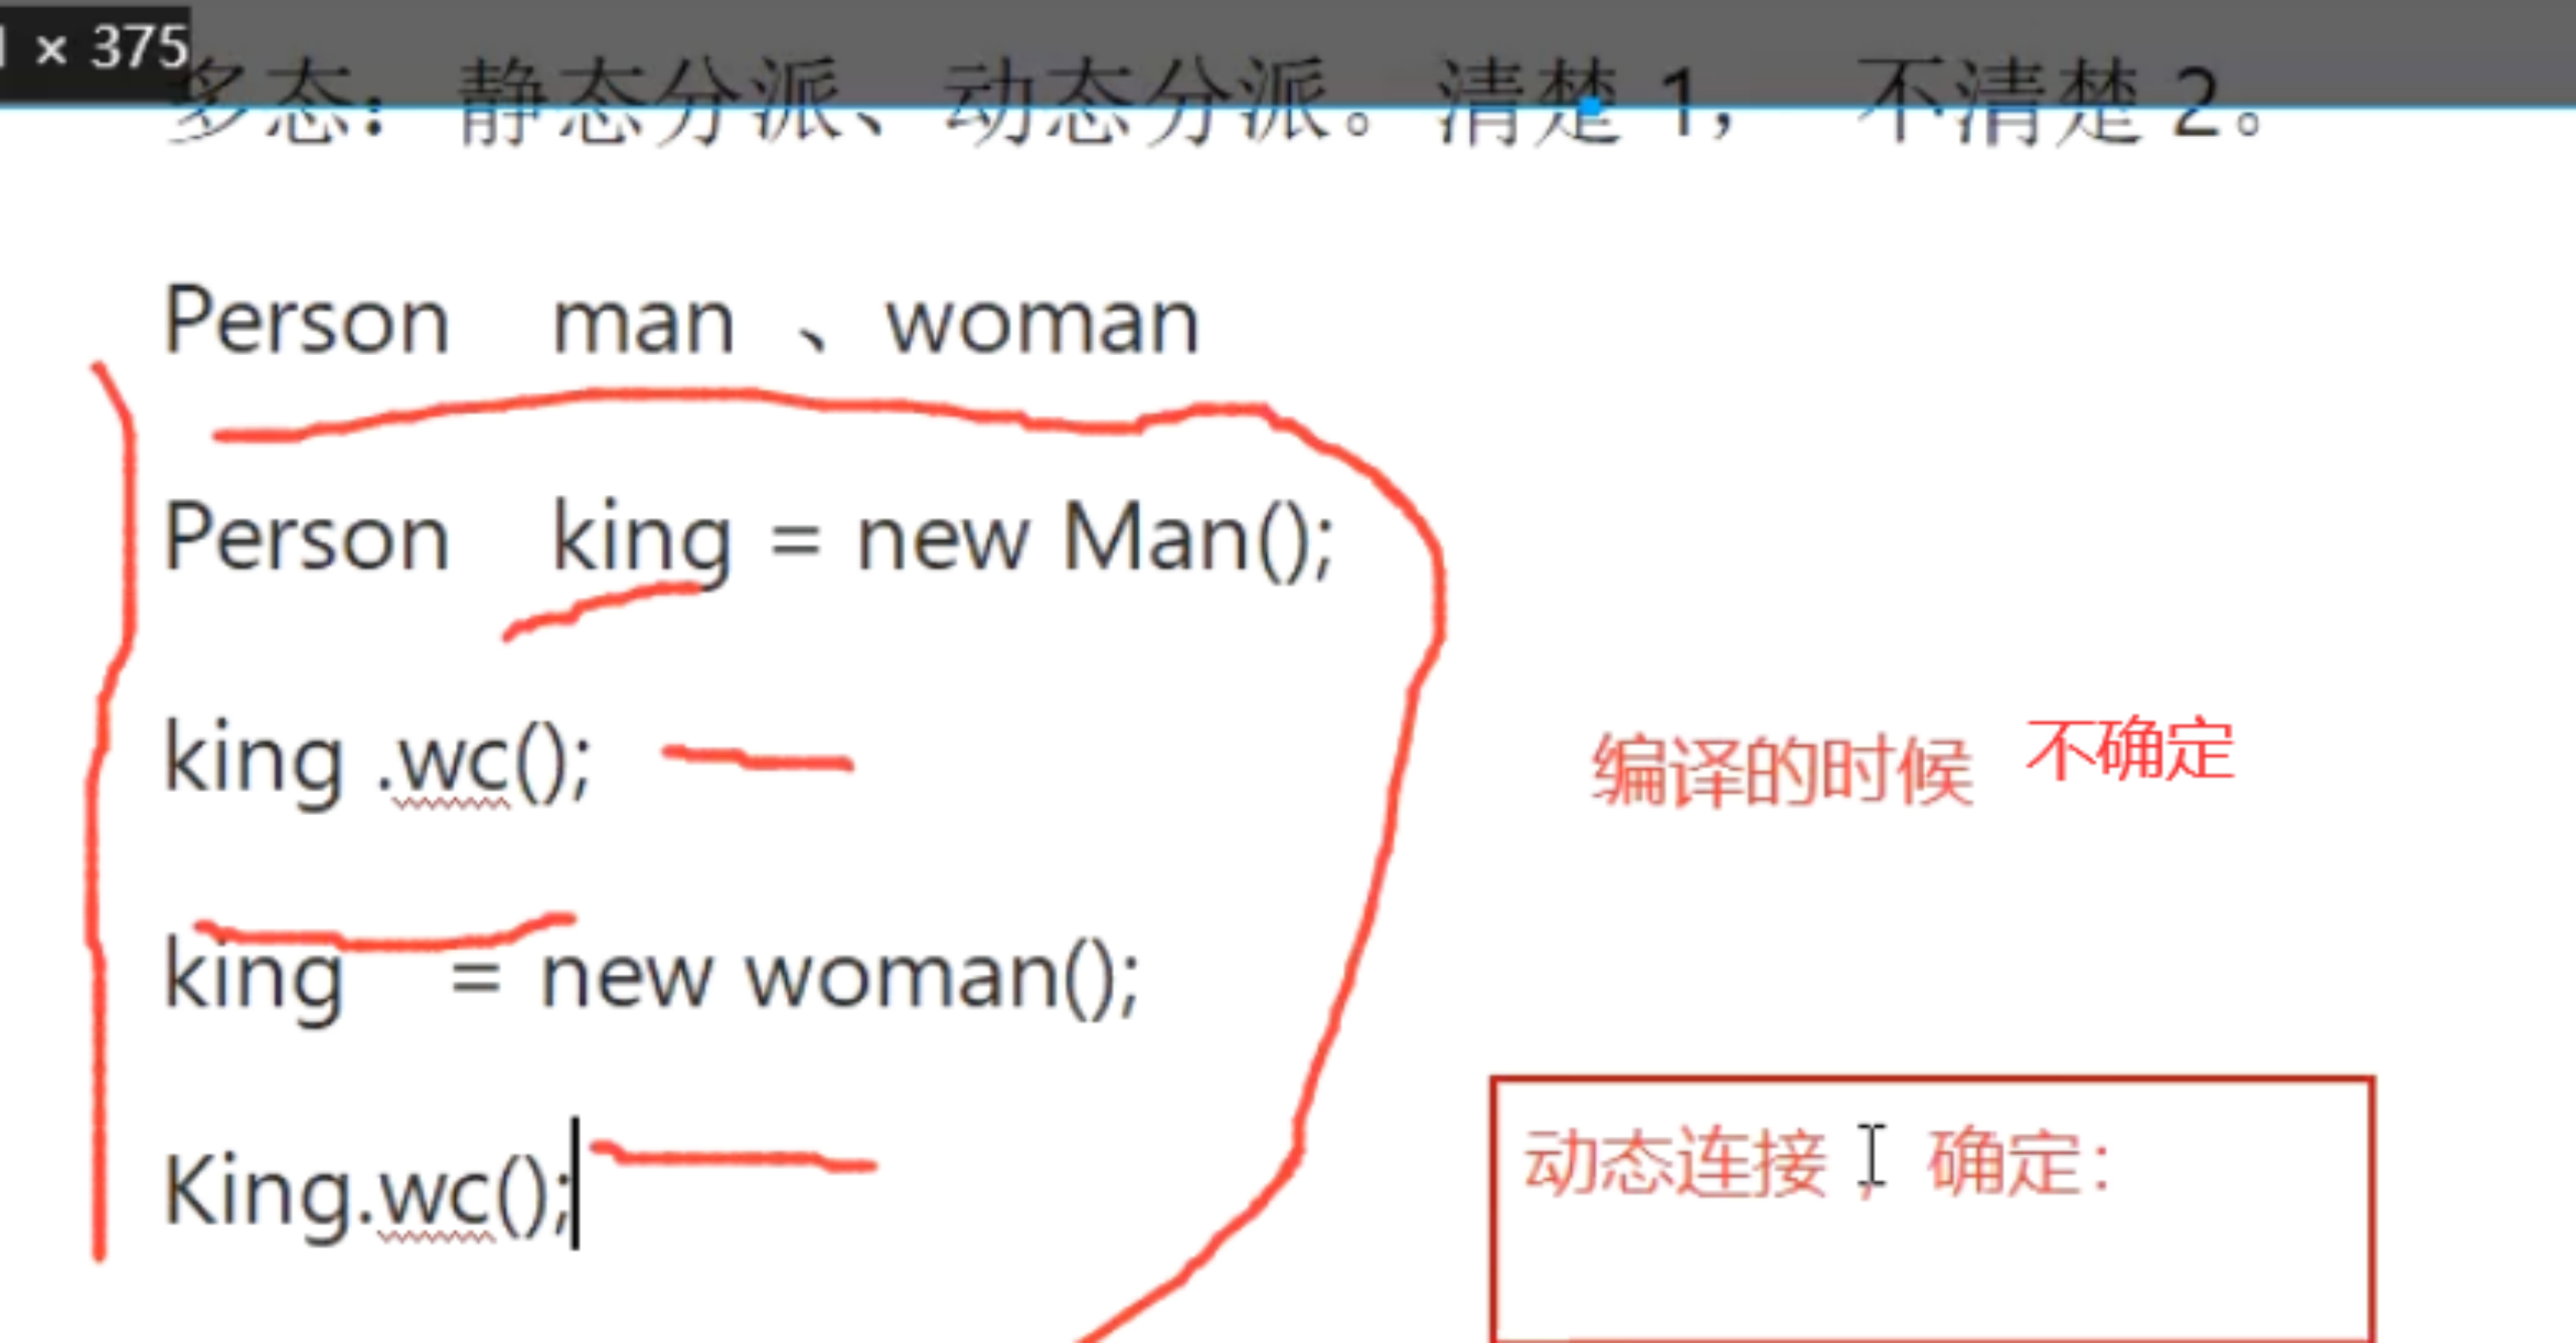 × 375
多态：静态分派、动态分派。清楚 1， 不清楚 2。
Person man 、woman
Person king = new Man();
king .wc();
编译的时候 不确定
king = new woman();
King.wc();
动态连接 ，确定：